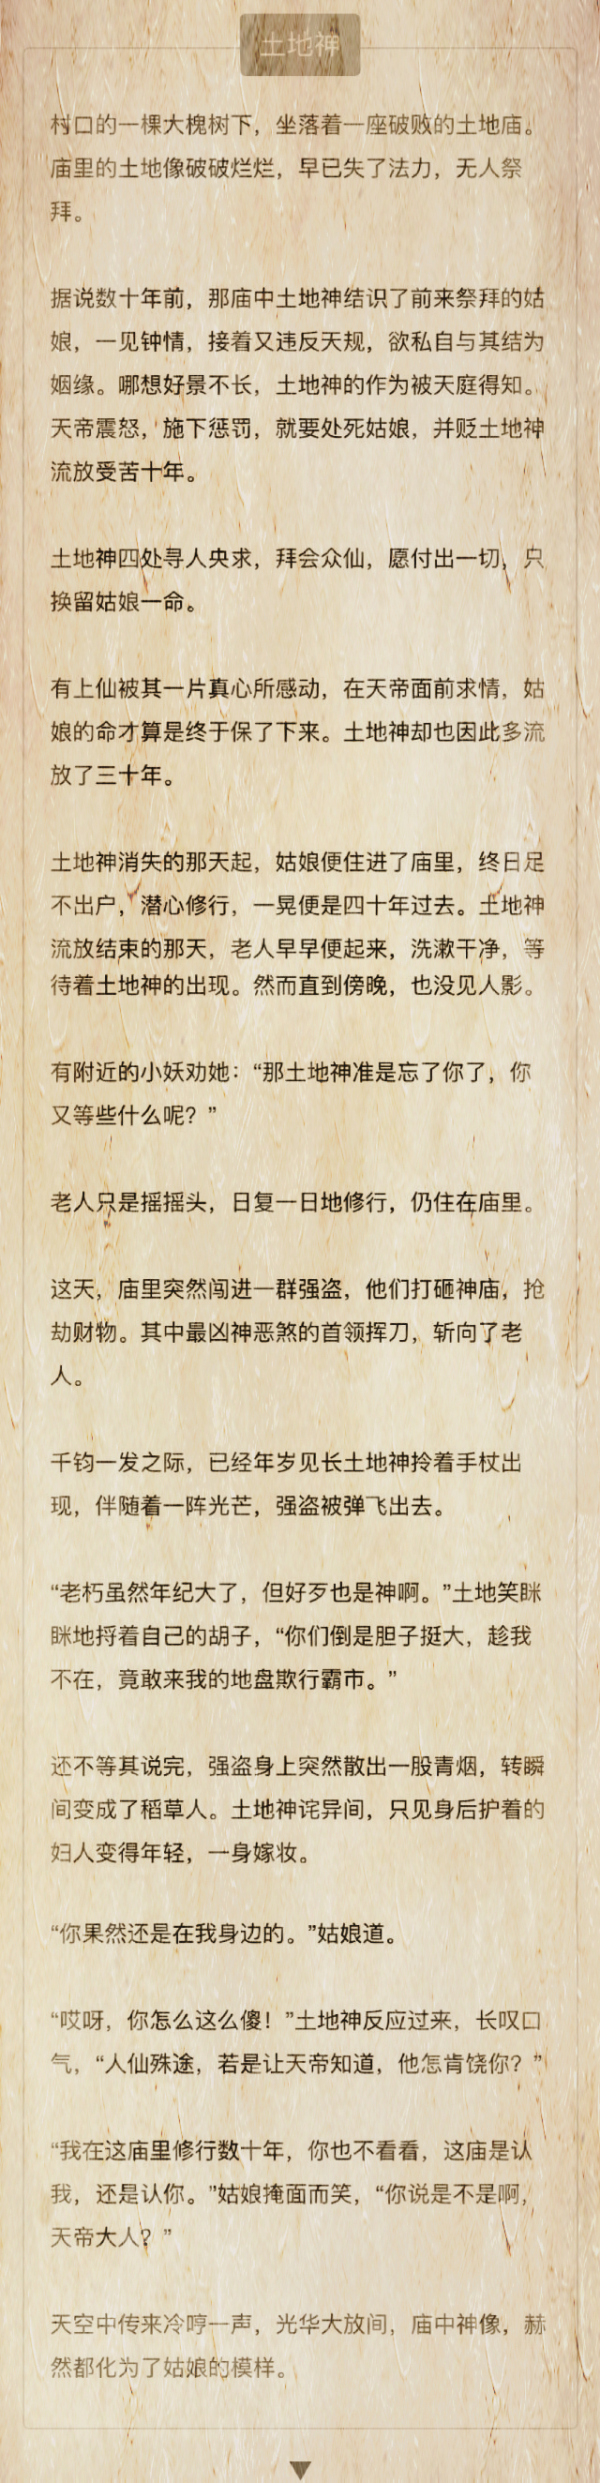 土地神
村口的一棵大槐树下，坐落着一座破败的土地庙。
庙里的土地像破破烂烂，早已失了法力，无人祭
拜。
据说数十年前，那庙中土地神结识了前来祭拜的姑
娘，一见钟情，接着又违反天规，欲私自与其结为
姻缘。哪想好景不长，土地神的作为被天庭得知。
天帝震怒，施下惩罚，就要处死姑娘，并贬土地神
流放受苦十年。
土地神四处寻人央求，拜会众仙，愿付出一切，只
换留姑娘一命。
有上仙被其一片真心所感动，在天帝面前求情，姑
娘的命才算是终于保了下来。土地神却也因此多流
放了三十年。
土地神消失的那天起，姑娘便住进了庙里，终日足
不出户，潜心修行，一晃便是四十年过去。土地神
流放结束的那天，老人早早便起来，洗漱干净，等
待着土地神的出现。然而直到傍晚，也没见人影。
有附近的小妖劝她：“那土地神准是忘了你了，你
又等些什么呢？”
老人只是摇摇头，日复一日地修行，仍住在庙里。
这天，庙里突然闯进一群强盗，他们打砸神庙，抢
劫财物。其中最凶神恶煞的首领挥刀，斩向了老
人。
千钧一发之际，已经年岁见长土地神拎着手杖出
现，伴随着一阵光芒，强盗被弹飞出去。
“老朽虽然年纪大了，但好歹也是神啊。”土地笑眯
眯地捋着自己的胡子，“你们倒是胆子挺大，趁我
不在，竟敢来我的地盘欺行霸市。”
还不等其说完，强盗身上突然散出一股青烟，转瞬
间变成了稻草人。土地神诧异间，只见身后护着的
妇人变得年轻，一身嫁妆。
“你果然还是在我身边的。”姑娘道。
“哎呀，你怎么这么傻！”土地神反应过来，长叹口
气，“人仙殊途，若是让天帝知道，他怎肯饶你？”
“我在这庙里修行数十年，你也不看看，这庙是认
我，还是认你。”姑娘掩面而笑，“你说是不是啊，
天帝大人？”
天空中传来冷哼一声，光华大放间，庙中神像，赫
然都化为了姑娘的模样。